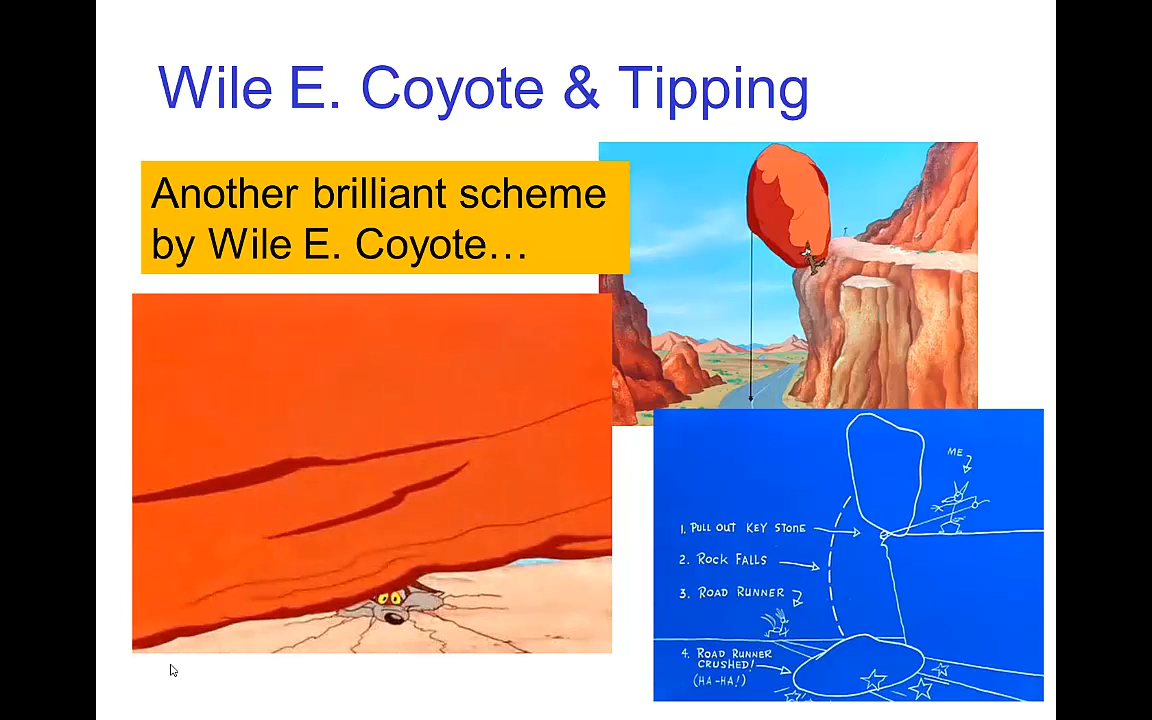 Wile E. Coyote & Tipping
Another brilliant scheme
by Wile E. Coyote…
ME
1. PULL OUT KEY STONE
2. ROCK FALLS
3. ROAD RUNNER
4. ROAD RUNNER
CRUSHED!
(HA-HA!)